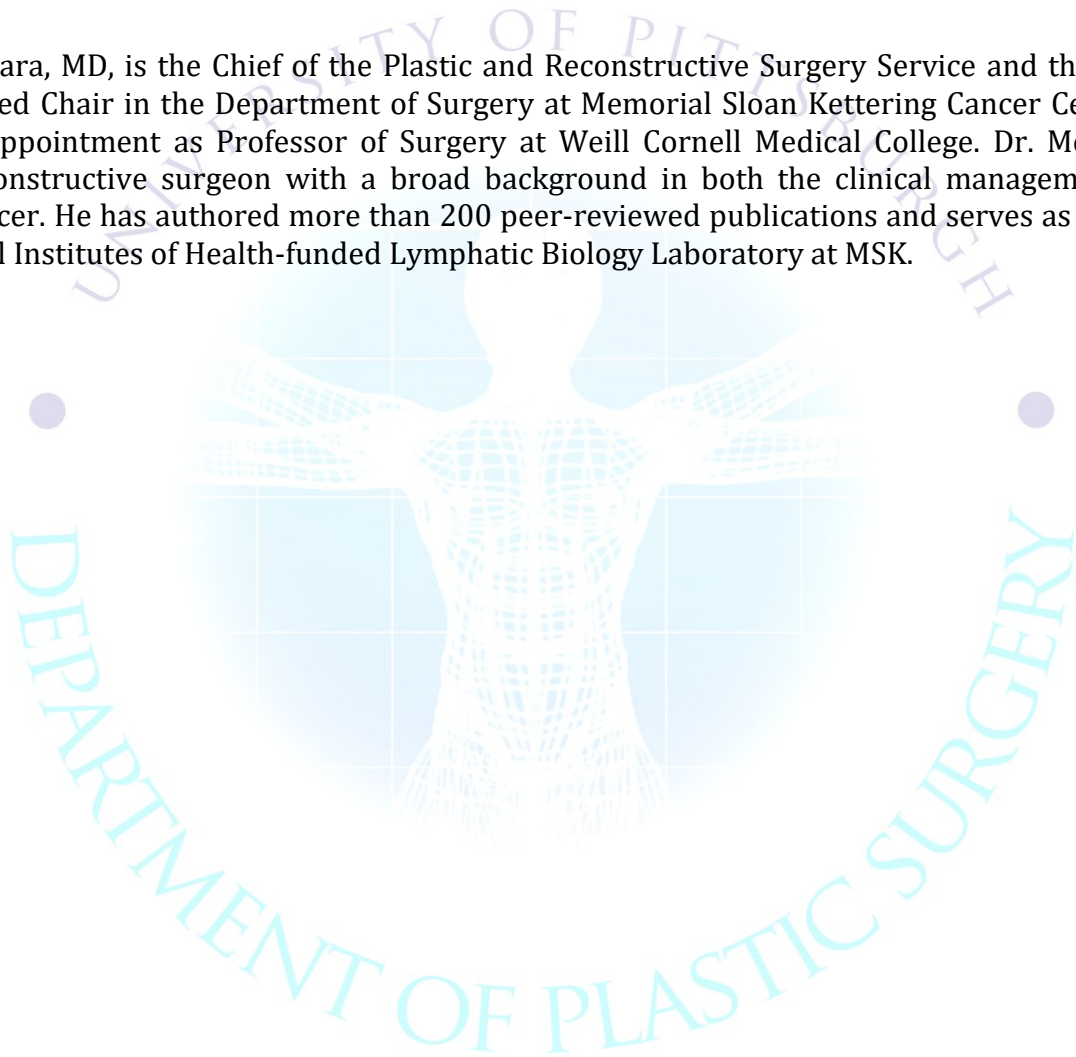 UNIVERSITY OF PITTSBURGH
ara, MD, is the Chief of the Plastic and Reconstructive Surgery Service and th
ed Chair in the Department of Surgery at Memorial Sloan Kettering Cancer Ce
ppointment as Professor of Surgery at Weill Cornell Medical College. Dr. Me
onstructive surgeon with a broad background in both the clinical managem
cer. He has authored more than 200 peer-reviewed publications and serves as
l Institutes of Health-funded Lymphatic Biology Laboratory at MSK.
DEPARTMENT OF PLASTIC SURGERY